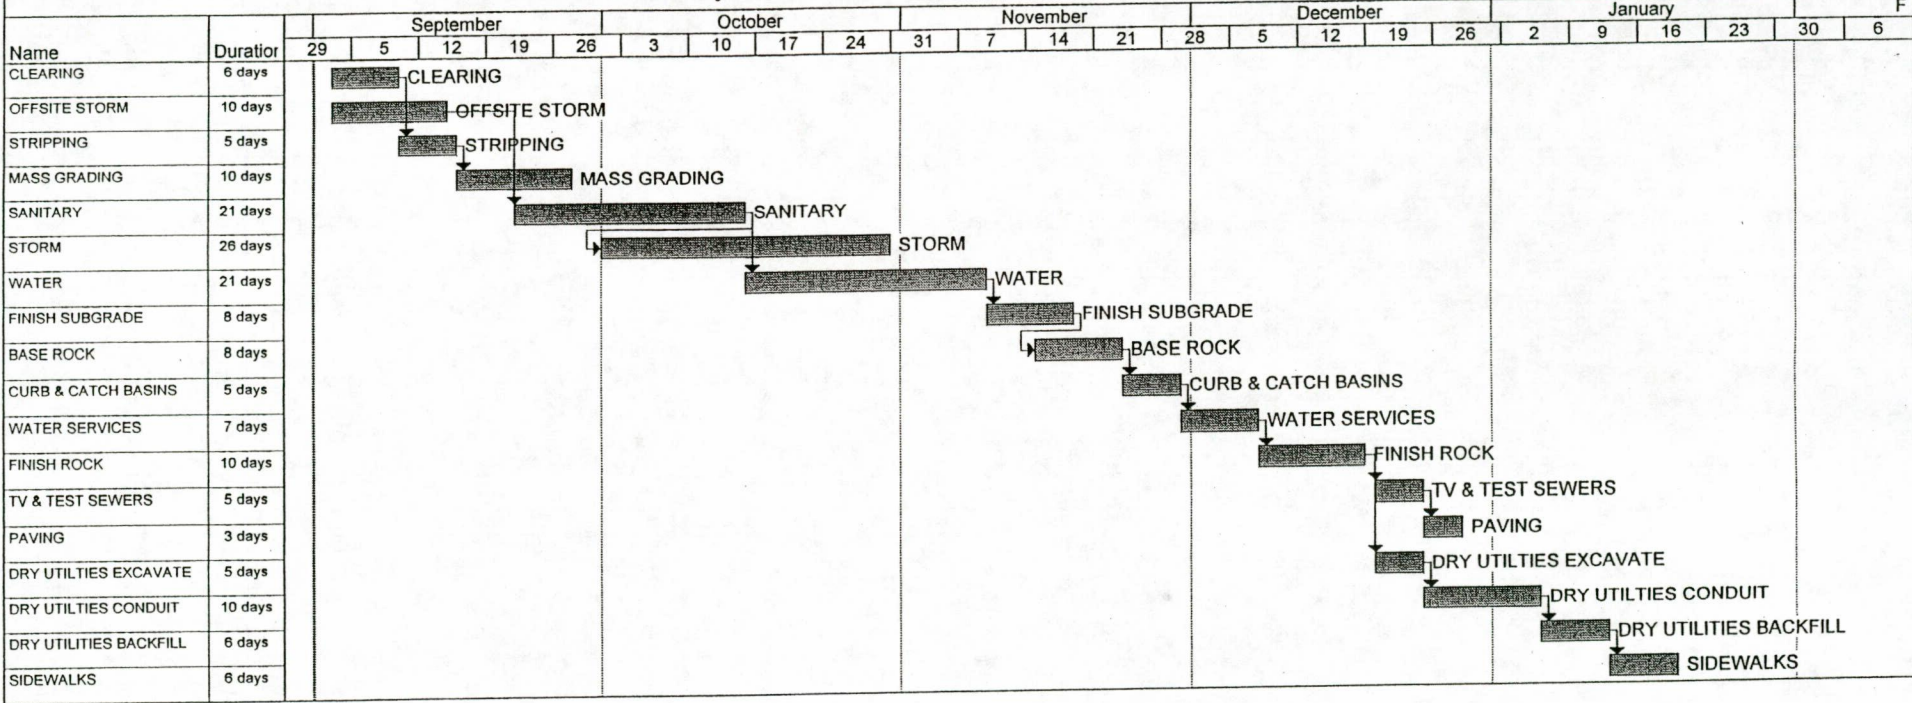 September October November December January F
Name Duration 29 5 12 19 26 3 10 17 24 31 7 14 21 28 5 12 19 26 2 9 16 23 30 6
CLEARING 6 days CLEARING
OFFSITE STORM 10 days OFFSITE STORM
STRIPPING 5 days STRIPPING
MASS GRADING 10 days MASS GRADING
SANITARY 21 days SANITARY
STORM 26 days STORM
WATER 21 days WATER
FINISH SUBGRADE 8 days FINISH SUBGRADE
BASE ROCK 8 days BASE ROCK
CURB & CATCH BASINS 5 days CURB & CATCH BASINS
WATER SERVICES 7 days WATER SERVICES
FINISH ROCK 10 days FINISH ROCK
TV & TEST SEWERS 5 days TV & TEST SEWERS
PAVING 3 days PAVING
DRY UTILTIES EXCAVATE 5 days DRY UTILTIES EXCAVATE
DRY UTILTIES CONDUIT 10 days DRY UTILTIES CONDUIT
DRY UTILITIES BACKFILL 6 days DRY UTILITIES BACKFILL
SIDEWALKS 6 days SIDEWALKS